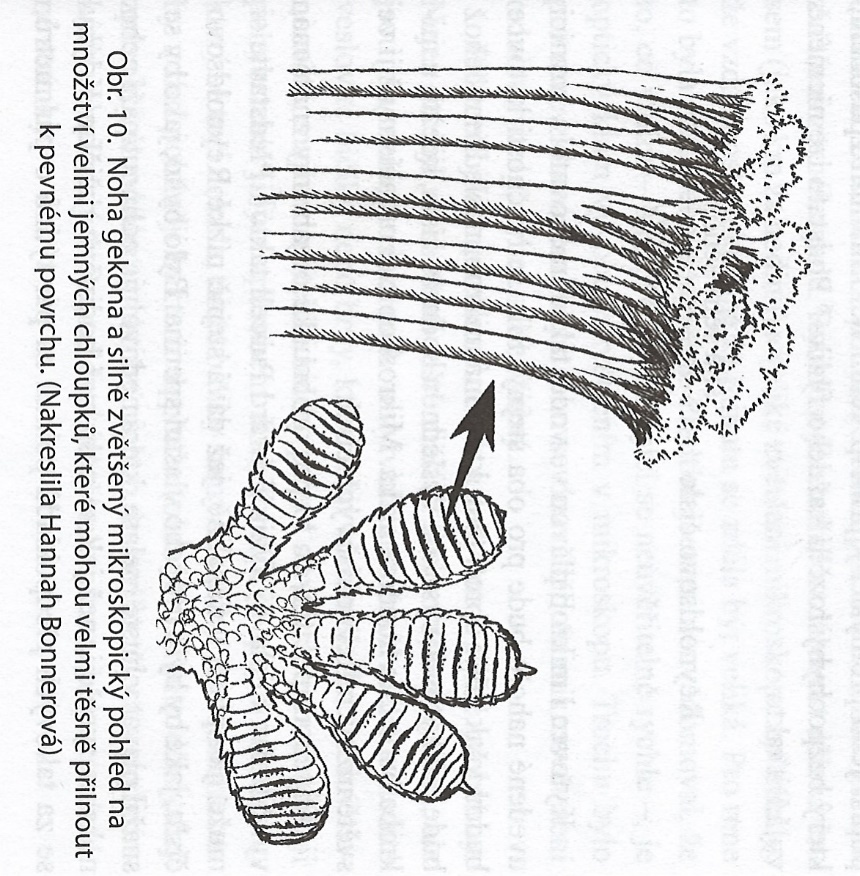 Obr. 10. Noha gekona a silně zvětšený mikroskopický pohled na
množství velmi jemných chloupků, které mohou velmi těsně přilnout
k pevnému povrchu. (Nakreslila Hannah Bonnerová)